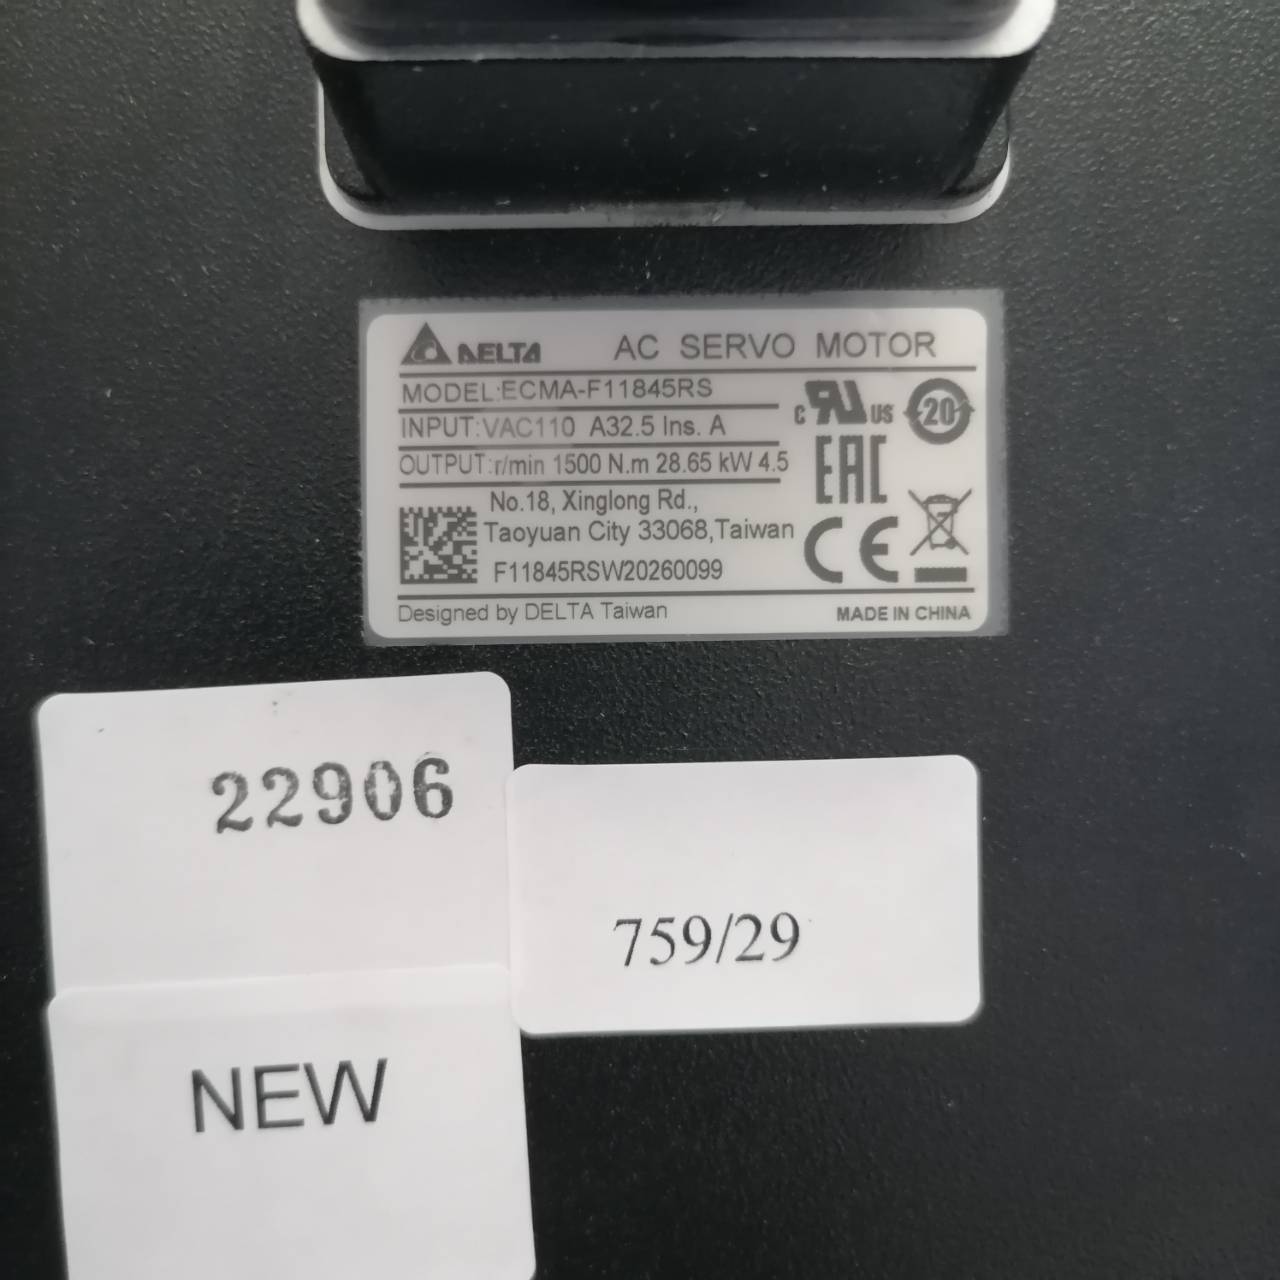 DELTA AC SERVO MOTOR
MODEL:ECMA-F11845RS
INPUT:VAC110 A32.5 Ins. A
OUTPUT:r/min 1500 N.m 28.65 kW 4.5
c RU US
20
EAC
No.18, Xinglong Rd.,
Taoyuan City 33068,Taiwan
CE
F11845RSW20260099
Designed by DELTA Taiwan
MADE IN CHINA
22906
759/29
NEW